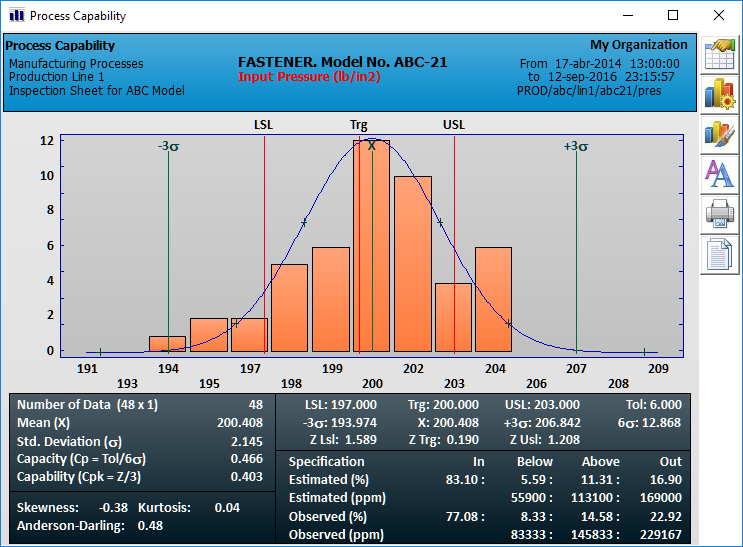 Process Capability
Process Capability
My Organization
Manufacturing Processes
FASTENER. Model No. ABC-21
From 17-abr-2014 13:00:00
Production Line 1
Input Pressure (lb/in2)
to 12-sep-2016 23:15:57
Inspection Sheet for ABC Model
PROD/abc/lin1/abc21/pres
LSL Trg USL
-3σ X +3σ
12
10
8
6
4
2
0
191 194 197 199 200 203 204 207 209
193 195 198 200 203 206 208
Number of Data (48 x 1) 48
Mean (X) 200.408
Std. Deviation (σ) 2.145
Capacity (Cp = Tol/6σ) 0.466
Capability (Cpk = Z/3) 0.403
Skewness: -0.38 Kurtosis: 0.04
Anderson-Darling: 0.48
LSL: 197.000 Trg: 200.000 USL: 203.000 Tol: 6.000
-3σ: 193.974 X: 200.408 +3σ: 206.842 6σ: 12.868
Z Lsl: 1.589 Z Trg: 0.190 Z Usl: 1.208
Specification In Below Above Out
Estimated (%) 83.10 : 5.59 : 11.31 : 16.90
Estimated (ppm) 55900 : 113100 : 169000
Observed (%) 77.08 : 8.33 : 14.58 : 22.92
Observed (ppm) 83333 : 145833 : 229167